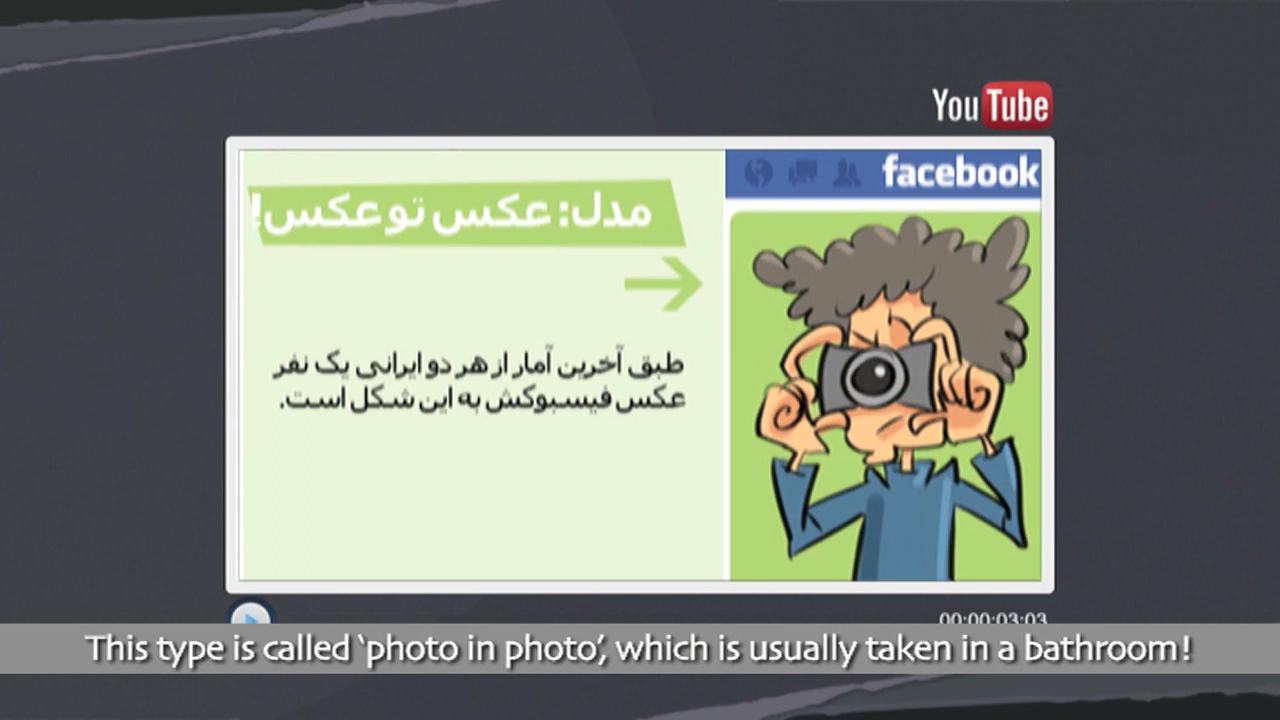 YouTube
facebook
مدل: عکس تو عکس!
طبق آخرین آمار از هر دو ایرانی یک نفر
عکس فیسبوکش به این شکل است.
00:00:03:03
This type is called ‘photo in photo’, which is usually taken in a bathroom!